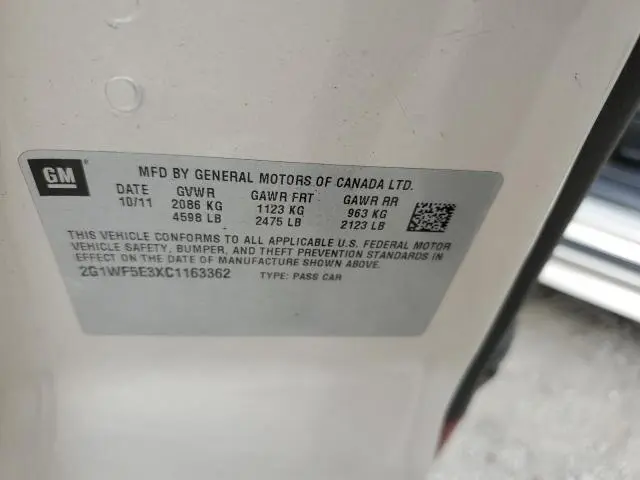 GM ®
MFD BY GENERAL MOTORS OF CANADA LTD.
DATE GVWR GAWR FRT GAWR RR
10/11 2086 KG 1123 KG 963 KG
4598 LB 2475 LB 2123 LB
THIS VEHICLE CONFORMS TO ALL APPLICABLE U.S. FEDERAL MOTOR
VEHICLE SAFETY, BUMPER, AND THEFT PREVENTION STANDARDS IN
EFFECT ON THE DATE OF MANUFACTURE SHOWN ABOVE.
2G1WF5E3XC1163362 TYPE: PASS CAR